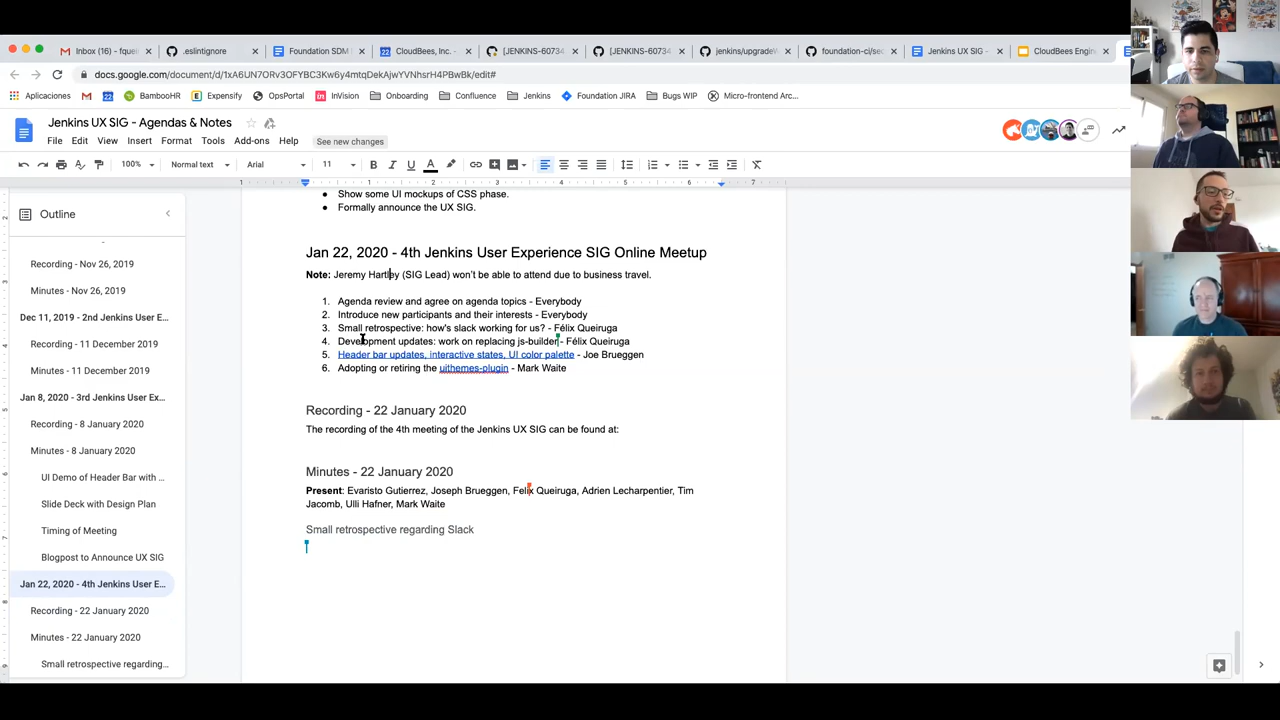 Inbox (16) - fque
.eslintignore
Foundation SDM
CloudBees, Inc. -
[JENKINS-60734
[JENKINS-60734
jenkins/upgradeW
foundation-ci/sec
Jenkins UX SIG -
CloudBees Engin
docs.google.com/document/d/1xA6UN7ORv3OFYBC3Kw6y4mtqDekAjwYVNhsrH4PBwBk/edit#
Aplicaciones
BambooHR
Expensify
OpsPortal
InVision
Onboarding
Confluence
Jenkins
Foundation JIRA
Bugs WIP
Micro-frontend Arc...
Jenkins UX SIG - Agendas & Notes
File Edit View Insert Format Tools Add-ons Help See new changes
100% Normal text Arial 11
Outline
Recording - Nov 26, 2019
Minutes - Nov 26, 2019
Dec 11, 2019 - 2nd Jenkins User E...
Recording - 11 December 2019
Minutes - 11 December 2019
Jan 8, 2020 - 3rd Jenkins User Ex...
Recording - 8 January 2020
Minutes - 8 January 2020
UI Demo of Header Bar with ...
Slide Deck with Design Plan
Timing of Meeting
Blogpost to Announce UX SIG
Jan 22, 2020 - 4th Jenkins User E...
Recording - 22 January 2020
Minutes - 22 January 2020
Small retrospective regarding...
1 1 2 3 4 5 6 7
● Show some UI mockups of CSS phase.
● Formally announce the UX SIG.
Jan 22, 2020 - 4th Jenkins User Experience SIG Online Meetup
Note: Jeremy Hartley (SIG Lead) won't be able to attend due to business travel.
1. Agenda review and agree on agenda topics - Everybody
2. Introduce new participants and their interests - Everybody
3. Small retrospective: how's slack working for us? - Félix Queiruga
4. Development updates: work on replacing js-builder - Félix Queiruga
5. Header bar updates, interactive states, UI color palette - Joe Brueggen
6. Adopting or retiring the uithemes-plugin - Mark Waite
Recording - 22 January 2020
The recording of the 4th meeting of the Jenkins UX SIG can be found at:
Minutes - 22 January 2020
Present: Evaristo Gutierrez, Joseph Brueggen, Felix Queiruga, Adrien Lecharpentier, Tim
Jacomb, Ulli Hafner, Mark Waite
Small retrospective regarding Slack